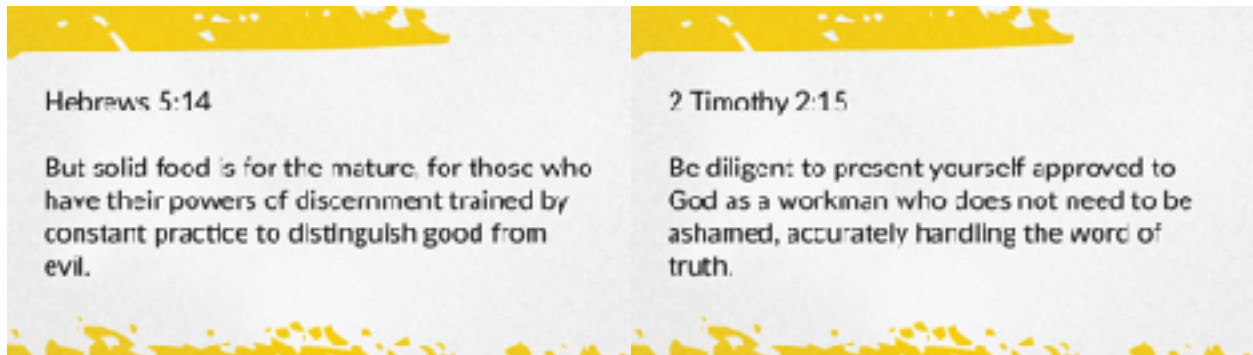 Hebrews 5:14
But solid food is for the mature, for those who
have their powers of discernment trained by
constant practice to distinguish good from
evil.
2 Timothy 2:15
Be diligent to present yourself approved to
God as a workman who does not need to be
ashamed, accurately handling the word of
truth.